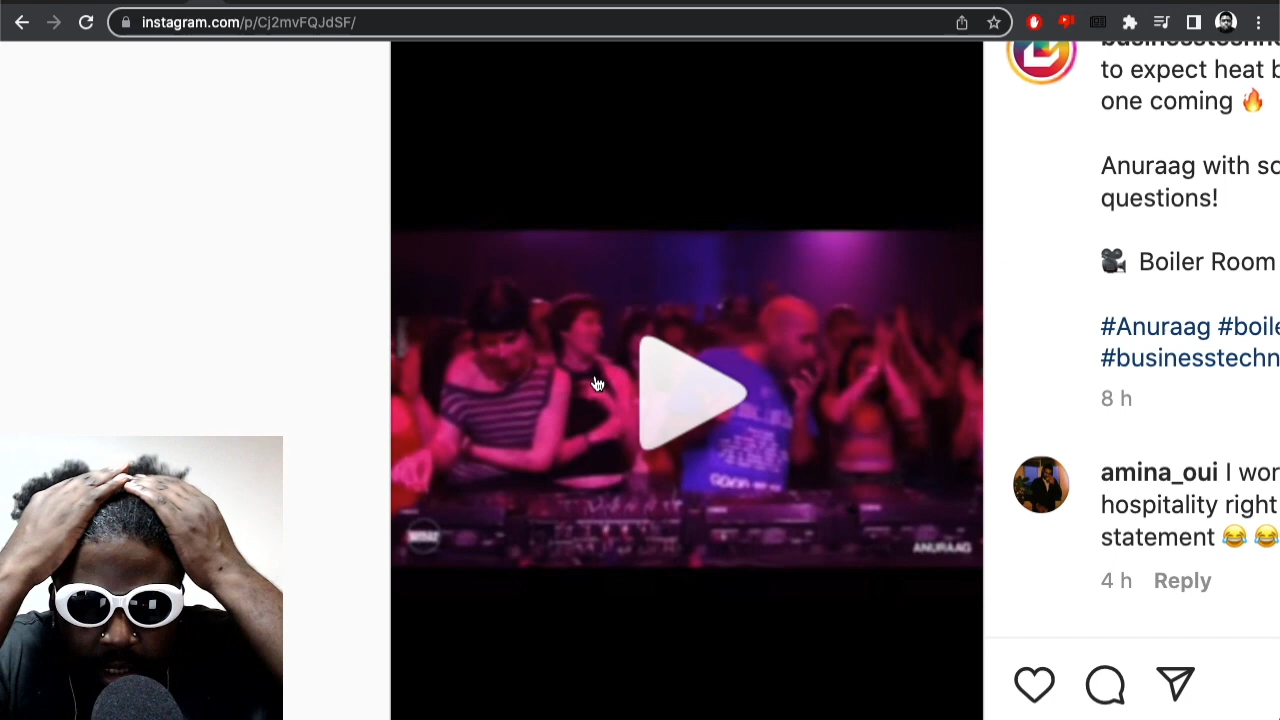 instagram.com/p/Cj2mvFQJdSF/
to expect heat b
one coming 🔥
Anuraag with so
questions!
🎥 Boiler Room
#Anuraag #boile
#businesstechn
8 h
amina_oui I wor
hospitality right
statement 😂 😂
4 h Reply
ANURAAG